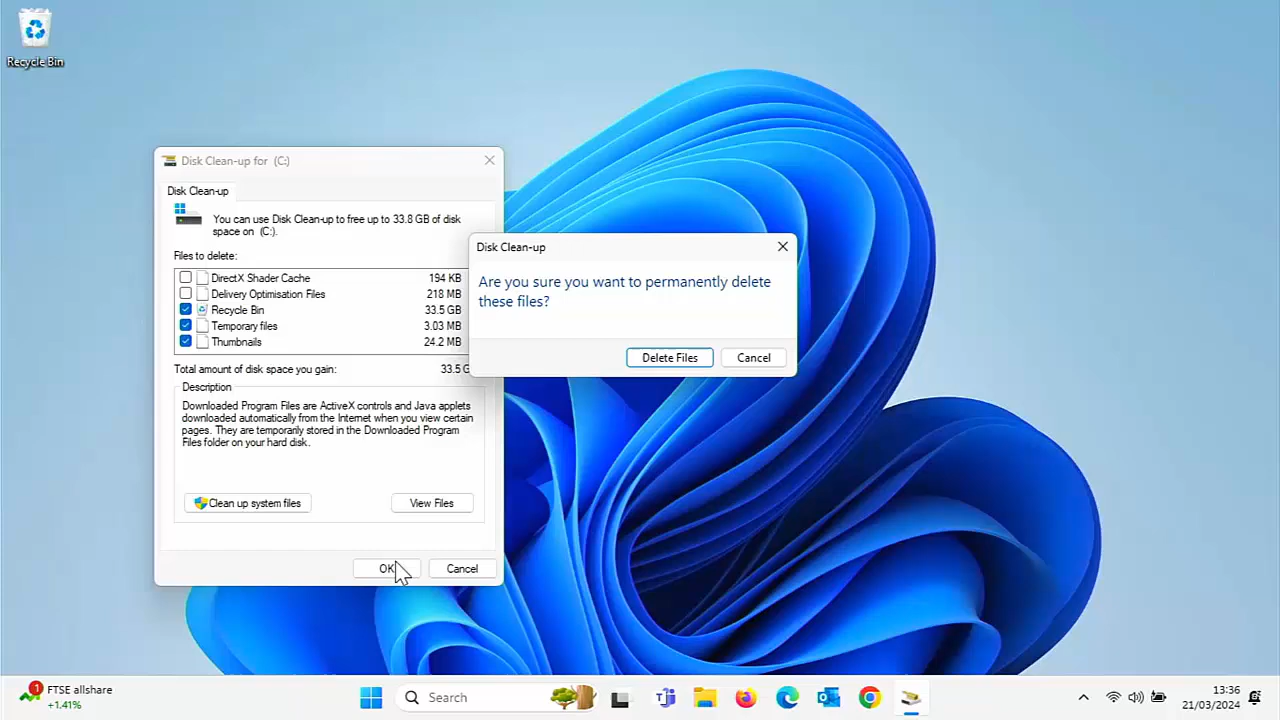 Recycle Bin
Disk Clean-up for  (C:)
Disk Clean-up
You can use Disk Clean-up to free up to 33.8 GB of disk
space on  (C:).
Files to delete:
DirectX Shader Cache 194 KB
Delivery Optimisation Files 218 MB
Recycle Bin 33.5 GB
Temporary files 3.03 MB
Thumbnails 24.2 MB
Total amount of disk space you gain: 33.5 G
Description
Downloaded Program Files are ActiveX controls and Java applets
downloaded automatically from the Internet when you view certain
pages. They are temporarily stored in the Downloaded Program
Files folder on your hard disk.
Clean up system files
View Files
OK
Cancel
Disk Clean-up
Are you sure you want to permanently delete
these files?
Delete Files
Cancel
1
FTSE allshare
+1.41%
Search
13:36
21/03/2024